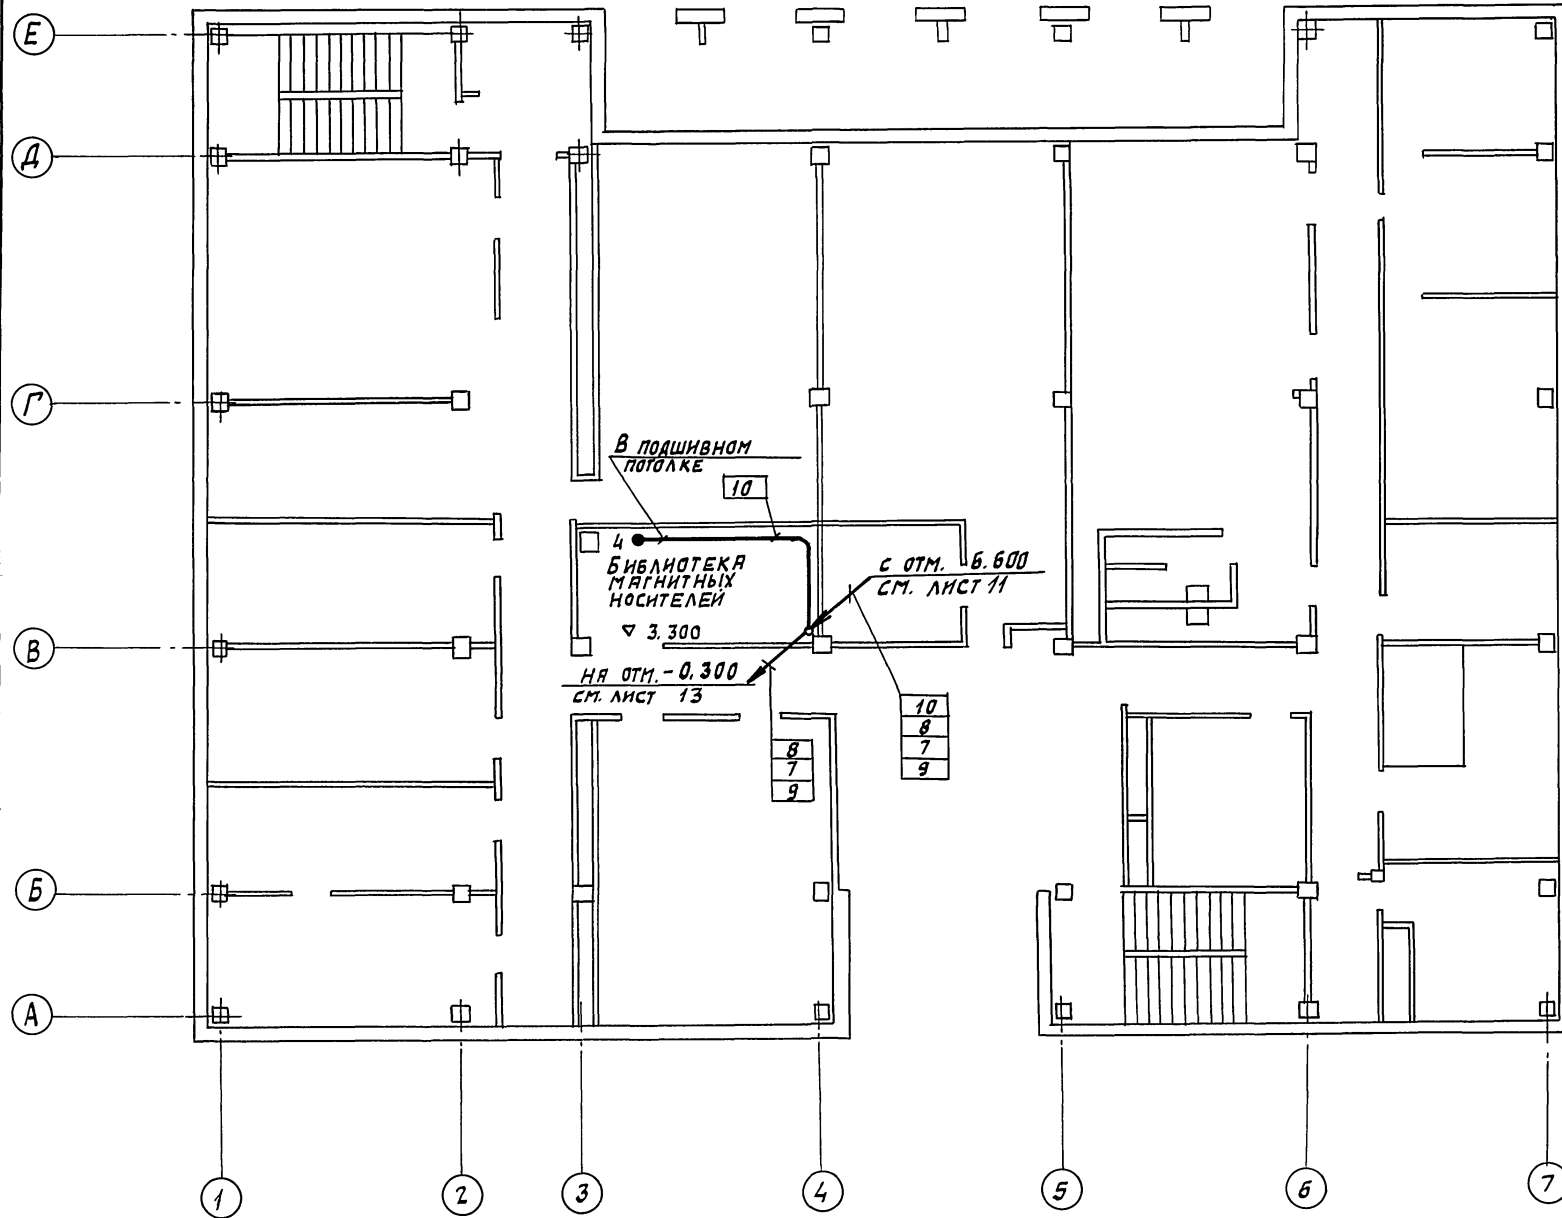 Е
Д
Г
В
Б
А
В ПОДШИВНОМ
ПОТОЛКЕ
10
4
БИБЛИОТЕКА
МАГНИТНЫХ
НОСИТЕЛЕЙ
3.300
С ОТМ. 6.600
СМ. ЛИСТ 11
НА ОТМ. -0.300
СМ. ЛИСТ 13
10
8
7
9
8
7
9
1
2
3
4
5
6
7